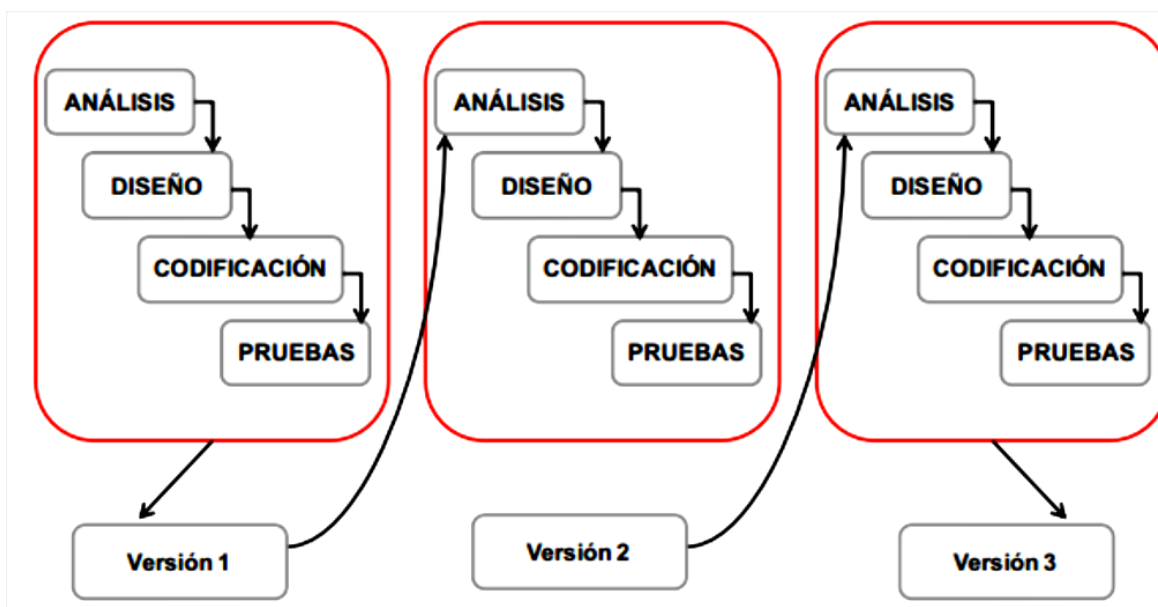 ANÁLISIS
DISEÑO
CODIFICACIÓN
PRUEBAS
Versión 1
ANÁLISIS
DISEÑO
CODIFICACIÓN
PRUEBAS
Versión 2
ANÁLISIS
DISEÑO
CODIFICACIÓN
PRUEBAS
Versión 3